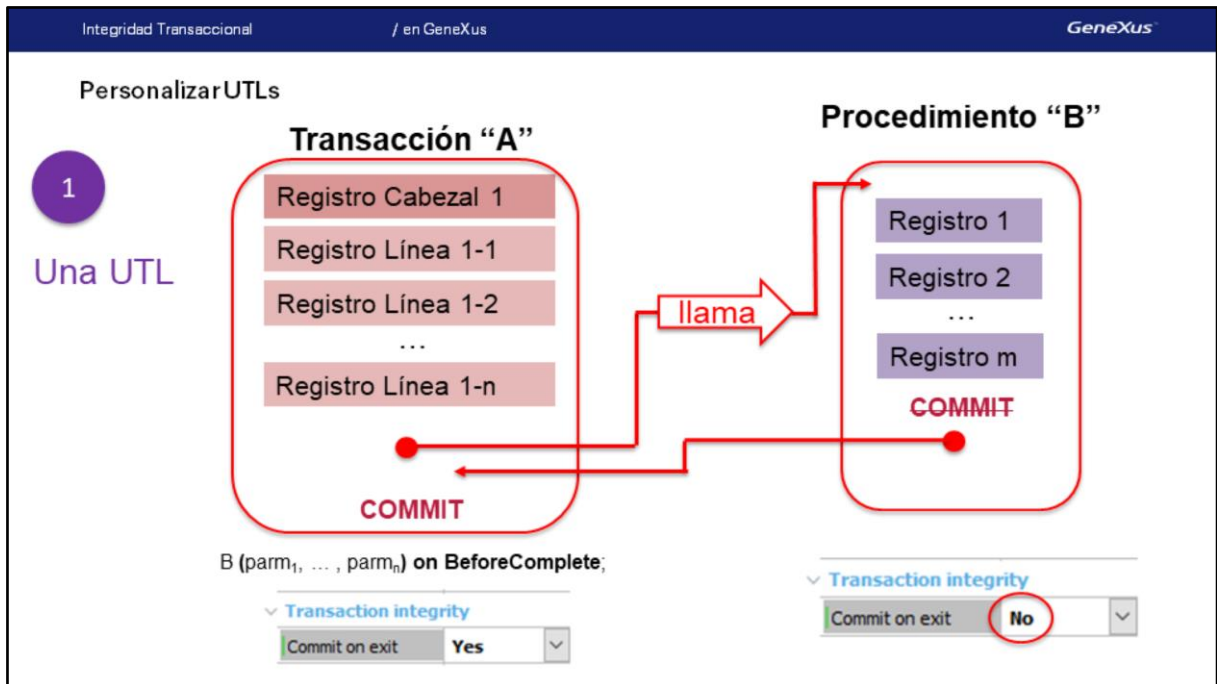 Integridad Transaccional / en GeneXus GeneXus
Personalizar UTLs
1
Una UTL
Transacción “A”
Registro Cabezal 1
Registro Línea 1-1
Registro Línea 1-2
...
Registro Línea 1-n
COMMIT
B (parm1, ... , parmn) on BeforeComplete;
Transaction integrity
Commit on exit Yes
llama
Procedimiento “B”
Registro 1
Registro 2
...
Registro m
COMMIT
Transaction integrity
Commit on exit No